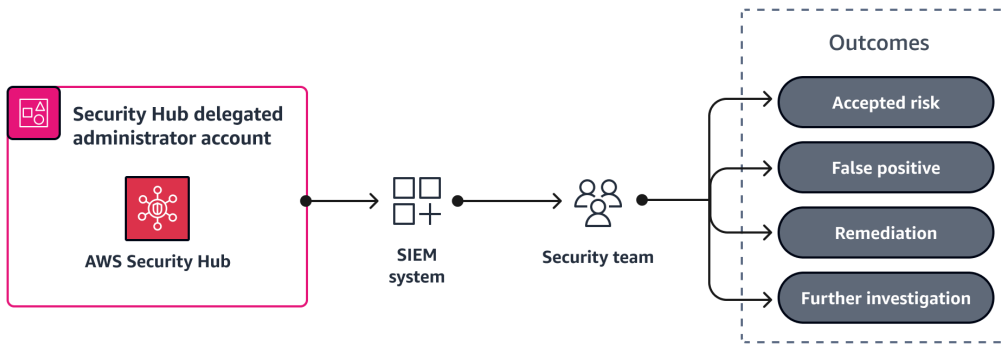 Security Hub delegated
administrator account
AWS Security Hub
SIEM
system
Security team
Outcomes
Accepted risk
False positive
Remediation
Further investigation